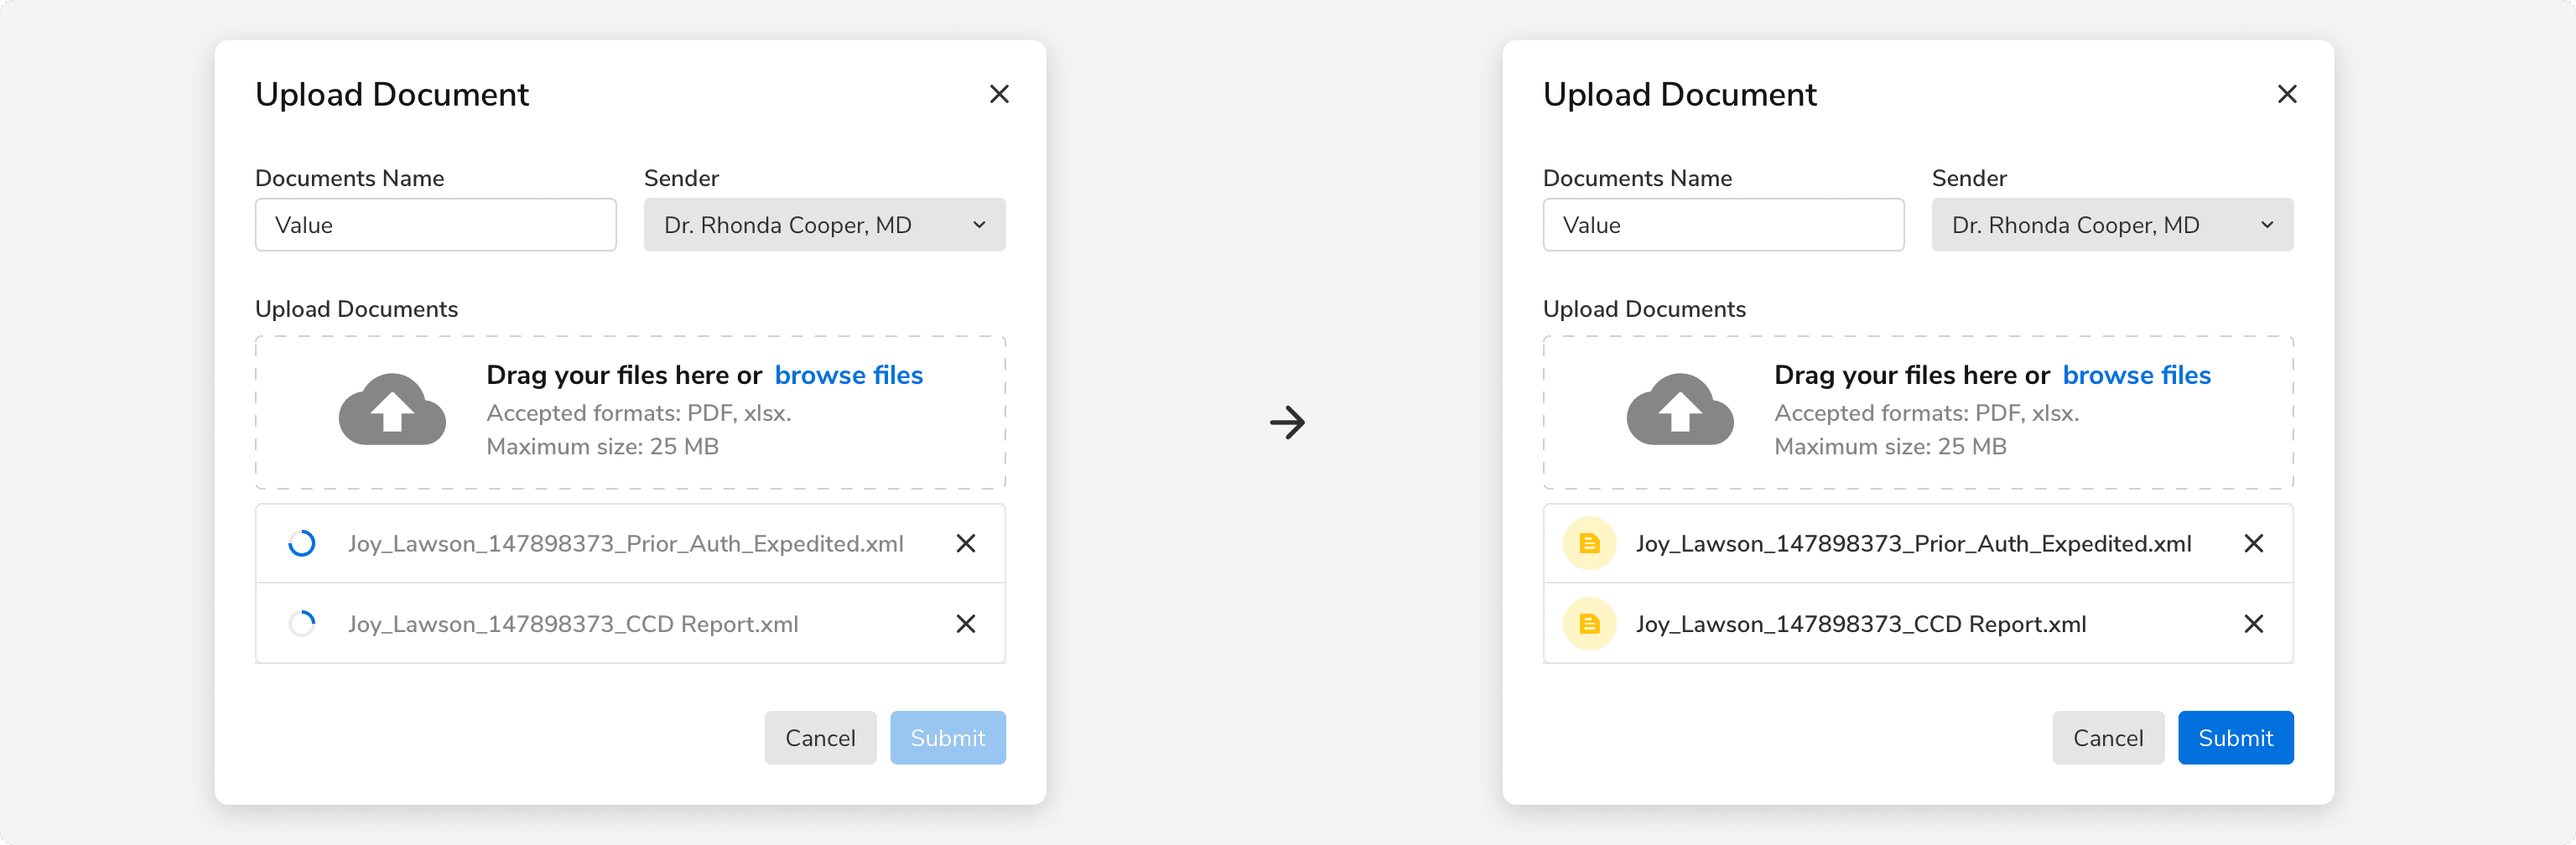 Upload Document
Documents Name
Sender
Value
Dr. Rhonda Cooper, MD
Upload Documents
Drag your files here or browse files
Accepted formats: PDF, xlsx.
Maximum size: 25 MB
Joy_Lawson_147898373_Prior_Auth_Expedited.xml
Joy_Lawson_147898373_CCD Report.xml
Cancel
Submit
Upload Document
Documents Name
Sender
Value
Dr. Rhonda Cooper, MD
Upload Documents
Drag your files here or browse files
Accepted formats: PDF, xlsx.
Maximum size: 25 MB
Joy_Lawson_147898373_Prior_Auth_Expedited.xml
Joy_Lawson_147898373_CCD Report.xml
Cancel
Submit